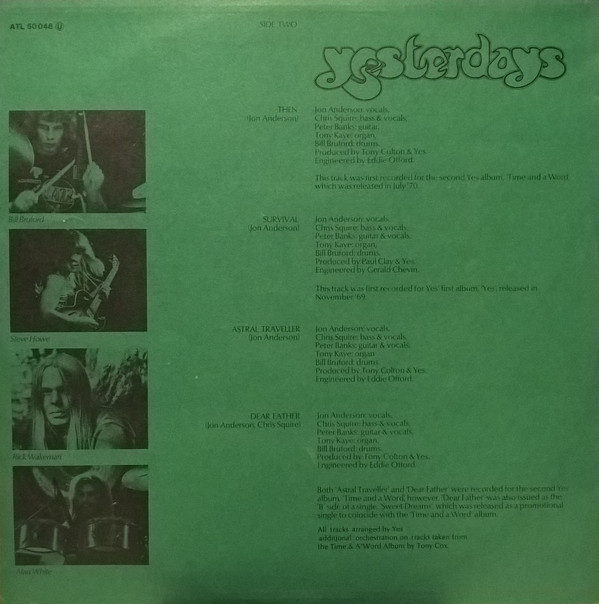 ATL 50048 U
SIDE TWO
yesterdays
THEN
(Jon Anderson)
Jon Anderson: vocals,
Chris Squire: bass & vocals,
Peter Banks: guitar,
Tony Kaye: organ,
Bill Bruford: drums.
Produced by Tony Colton & Yes.
Engineered by Eddie Offord.
This track was first recorded for the second Yes album, 'Time and a Word,
which was released in July '70.
Bill Bruford
SURVIVAL
(Jon Anderson)
Jon Anderson: vocals,
Chris Squire: bass & vocals,
Peter Banks: guitar & vocals
Tony Kaye: organ,
Bill Bruford: drums.
Produced by Paul Clay & Yes.
Engineered by Gerald Chevin.
This track was first recorded for Yes' first album, 'Yes', released in
November '69.
Steve Howe
ASTRAL TRAVELLER
(Jon Anderson)
Jon Anderson: vocals,
Chris Squire: bass & vocals,
Peter Banks: guitar & vocals,
Tony Kaye: organ
Bill Bruford: drums.
Produced by Tony Colton & Yes.
Engineered by Eddie Offord.
Rick Wakeman
DEAR FATHER
(Jon Anderson, Chris Squire)
Jon Anderson: vocals,
Chris Squire: bass & vocals,
Peter Banks: guitar & vocals,
Tony Kaye: organ,
Bill Bruford: drums.
Produced by Tony Colton & Yes.
Engineered by Eddie Offord.
Both 'Astral Traveller' and 'Dear Father' were recorded for the second Yes
album, 'Time and a Word', however, 'Dear Father' was also issued as the
'B' side of a single, 'Sweet Dreams' which was released as a promotional
single to coincide with the 'Time and a Word' album.
All tracks arranged by Yes
additional orchestration on tracks taken from
the Time & A Word Album by Tony Cox.
Alan White